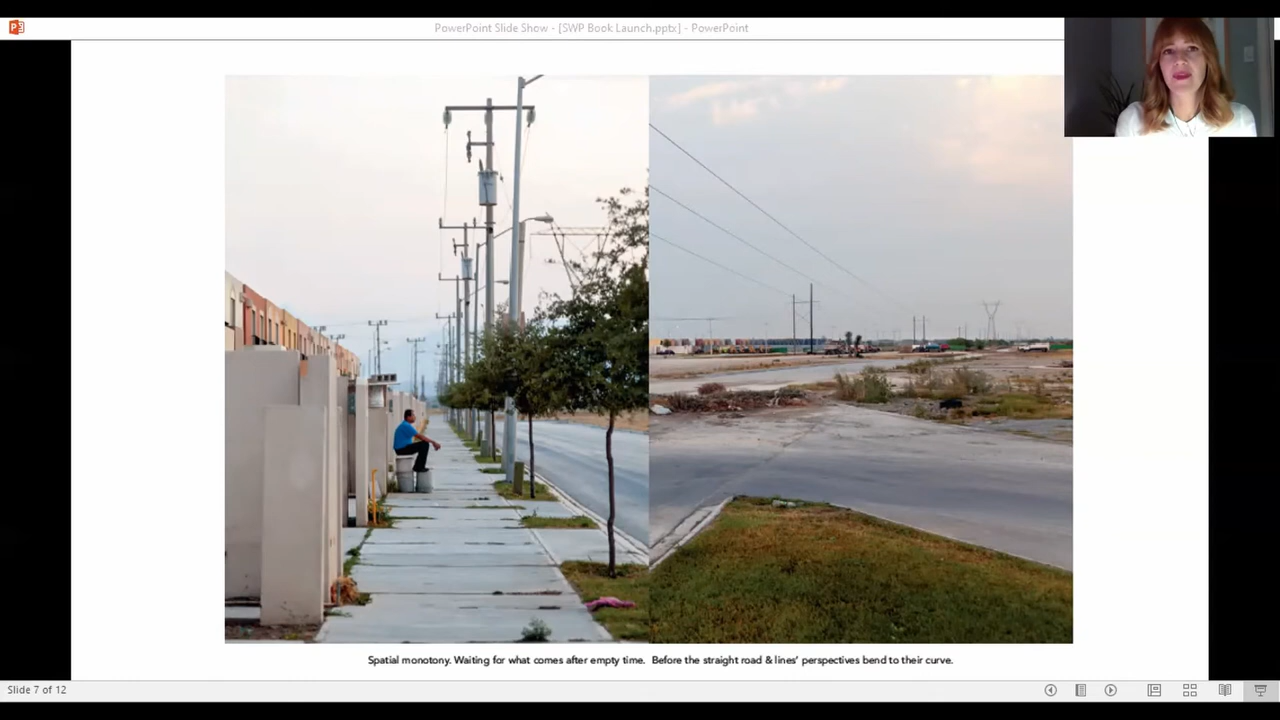 PowerPoint Slide Show - [SWP Book Launch.pptx] - PowerPoint
Spatial monotony. Waiting for what comes after empty time. Before the straight road & lines' perspectives bend to their curve.
Slide 7 of 12